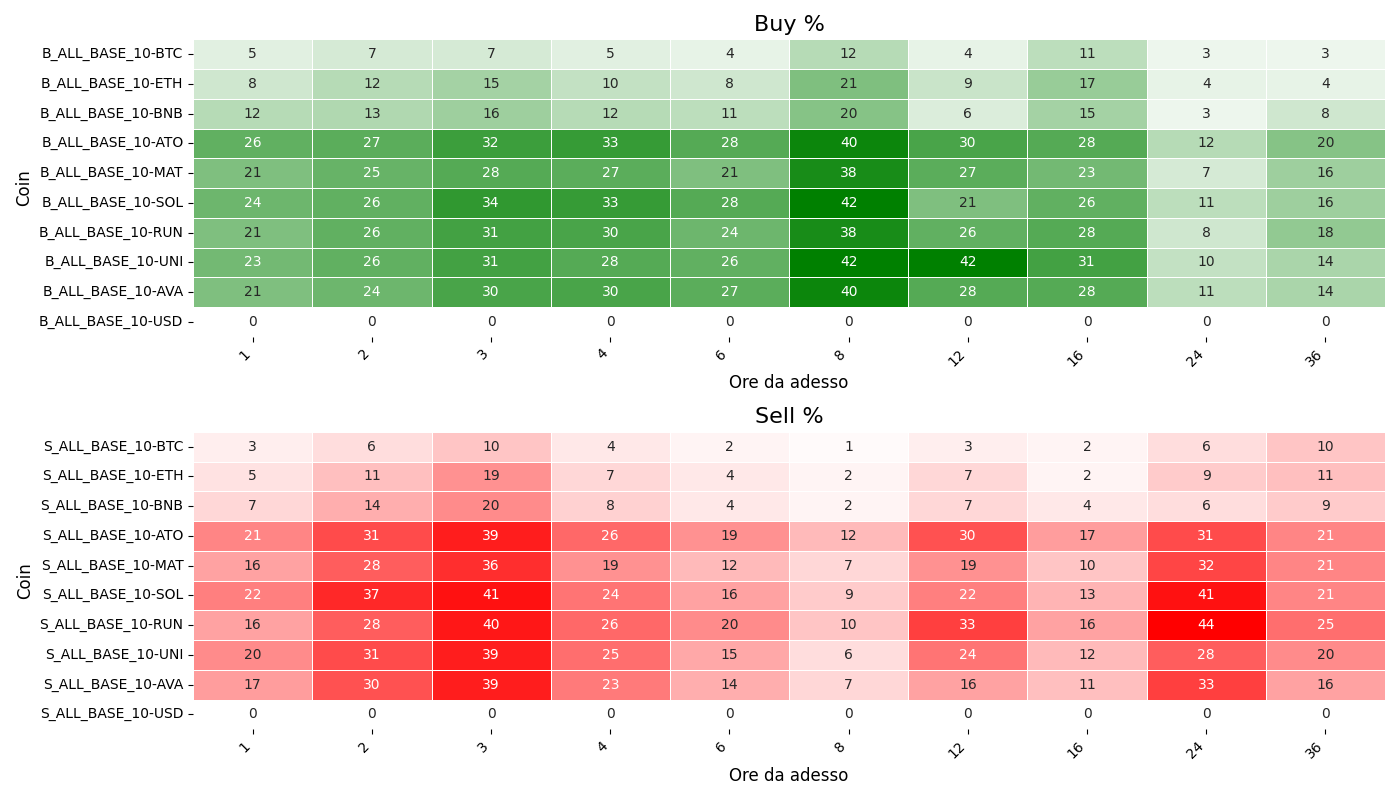 Buy %
Coin
B_ALL_BASE_10-BTC 5 7 7 5 4 12 4 11 3 3
B_ALL_BASE_10-ETH 8 12 15 10 8 21 9 17 4 4
B_ALL_BASE_10-BNB 12 13 16 12 11 20 6 15 3 8
B_ALL_BASE_10-ATO 26 27 32 33 28 40 30 28 12 20
B_ALL_BASE_10-MAT 21 25 28 27 21 38 27 23 7 16
B_ALL_BASE_10-SOL 24 26 34 33 28 42 21 26 11 16
B_ALL_BASE_10-RUN 21 26 31 30 24 38 26 28 8 18
B_ALL_BASE_10-UNI 23 26 31 28 26 42 42 31 10 14
B_ALL_BASE_10-AVA 21 24 30 30 27 40 28 28 11 14
B_ALL_BASE_10-USD 0 0 0 0 0 0 0 0 0 0
1 2 3 4 6 8 12 16 24 36
Ore da adesso
Sell %
Coin
S_ALL_BASE_10-BTC 3 6 10 4 2 1 3 2 6 10
S_ALL_BASE_10-ETH 5 11 19 7 4 2 7 2 9 11
S_ALL_BASE_10-BNB 7 14 20 8 4 2 7 4 6 9
S_ALL_BASE_10-ATO 21 31 39 26 19 12 30 17 31 21
S_ALL_BASE_10-MAT 16 28 36 19 12 7 19 10 32 21
S_ALL_BASE_10-SOL 22 37 41 24 16 9 22 13 41 21
S_ALL_BASE_10-RUN 16 28 40 26 20 10 33 16 44 25
S_ALL_BASE_10-UNI 20 31 39 25 15 6 24 12 28 20
S_ALL_BASE_10-AVA 17 30 39 23 14 7 16 11 33 16
S_ALL_BASE_10-USD 0 0 0 0 0 0 0 0 0 0
1 2 3 4 6 8 12 16 24 36
Ore da adesso